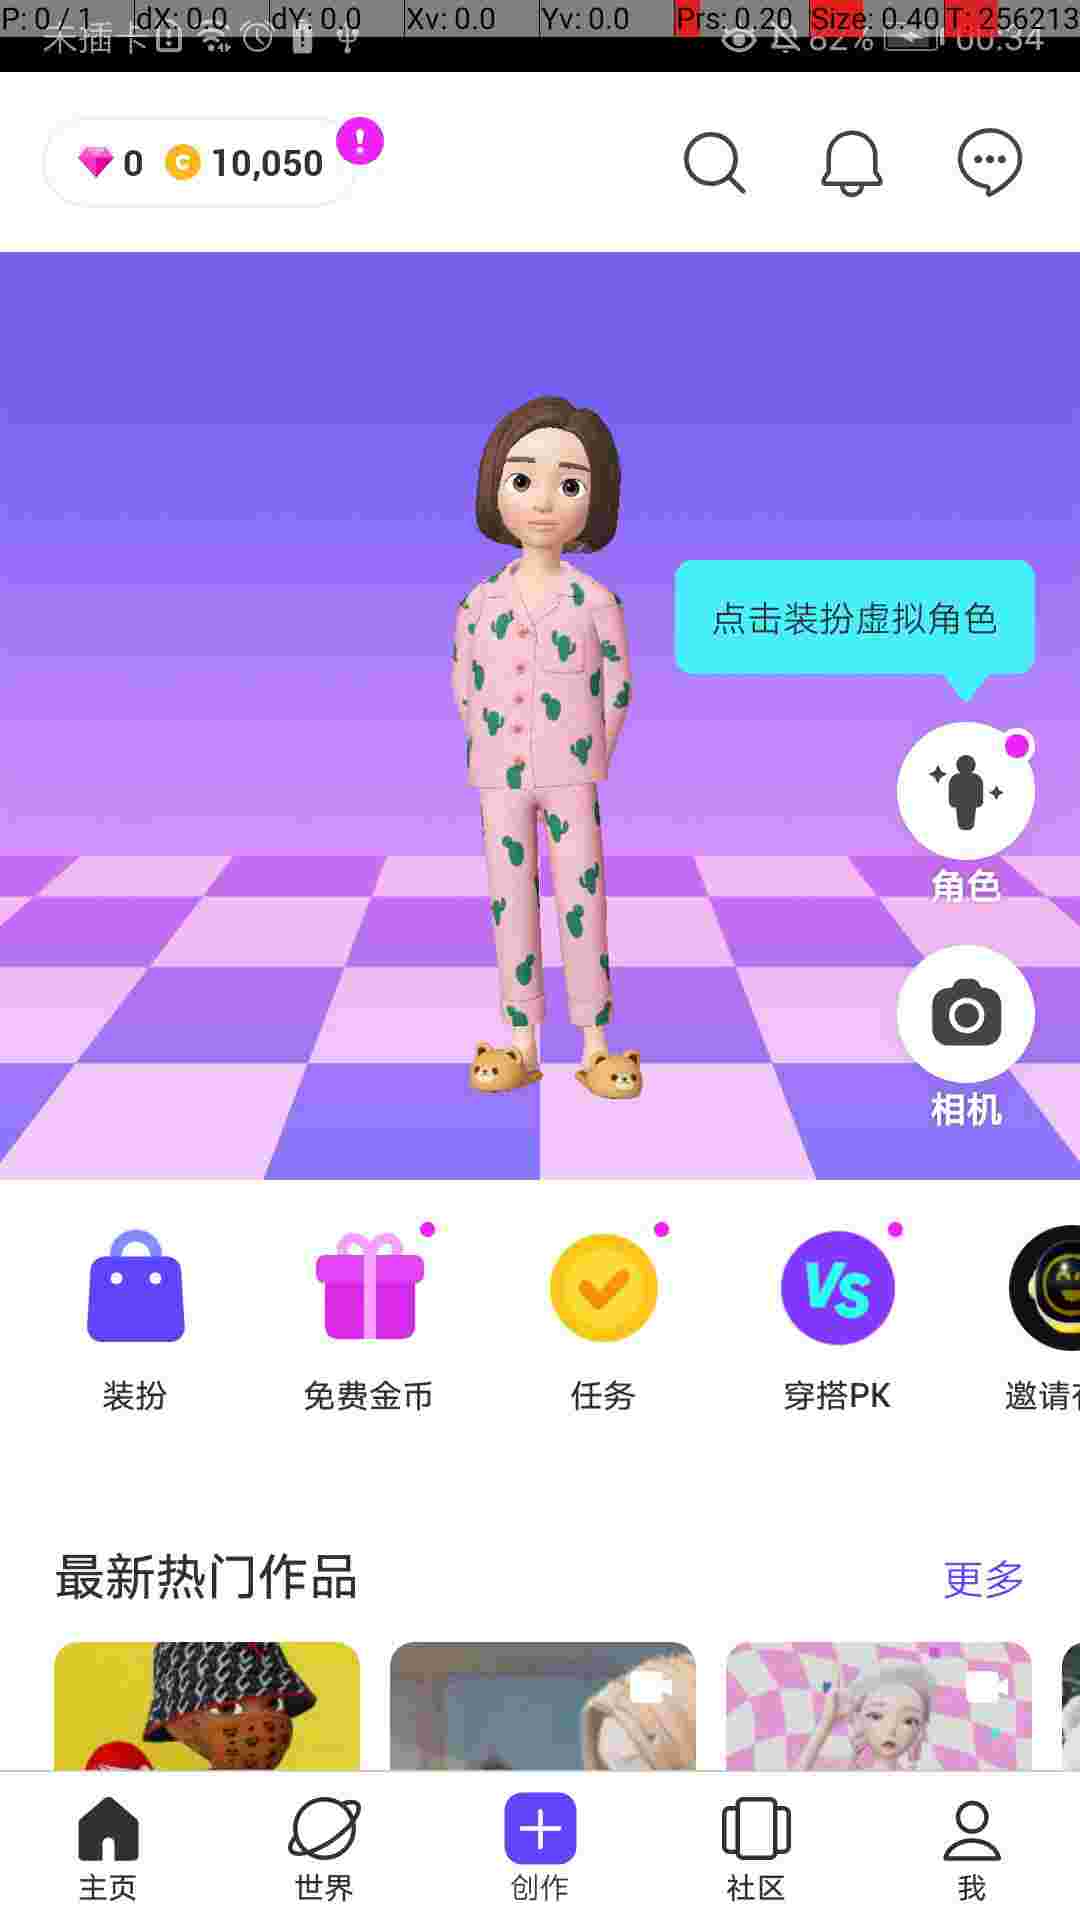 P: 0 / 1 dX: 0.0 dY: 0.0 Xv: 0.0 Yv: 0.0 Prs: 0.20 Size: 0.40 T: 256213
未插卡 82% 00:34
0 C 10,050 !
点击装扮虚拟角色
角色
相机
VS
装扮 免费金币 任务 穿搭PK 邀请
最新热门作品 更多
主页 世界 创作 社区 我